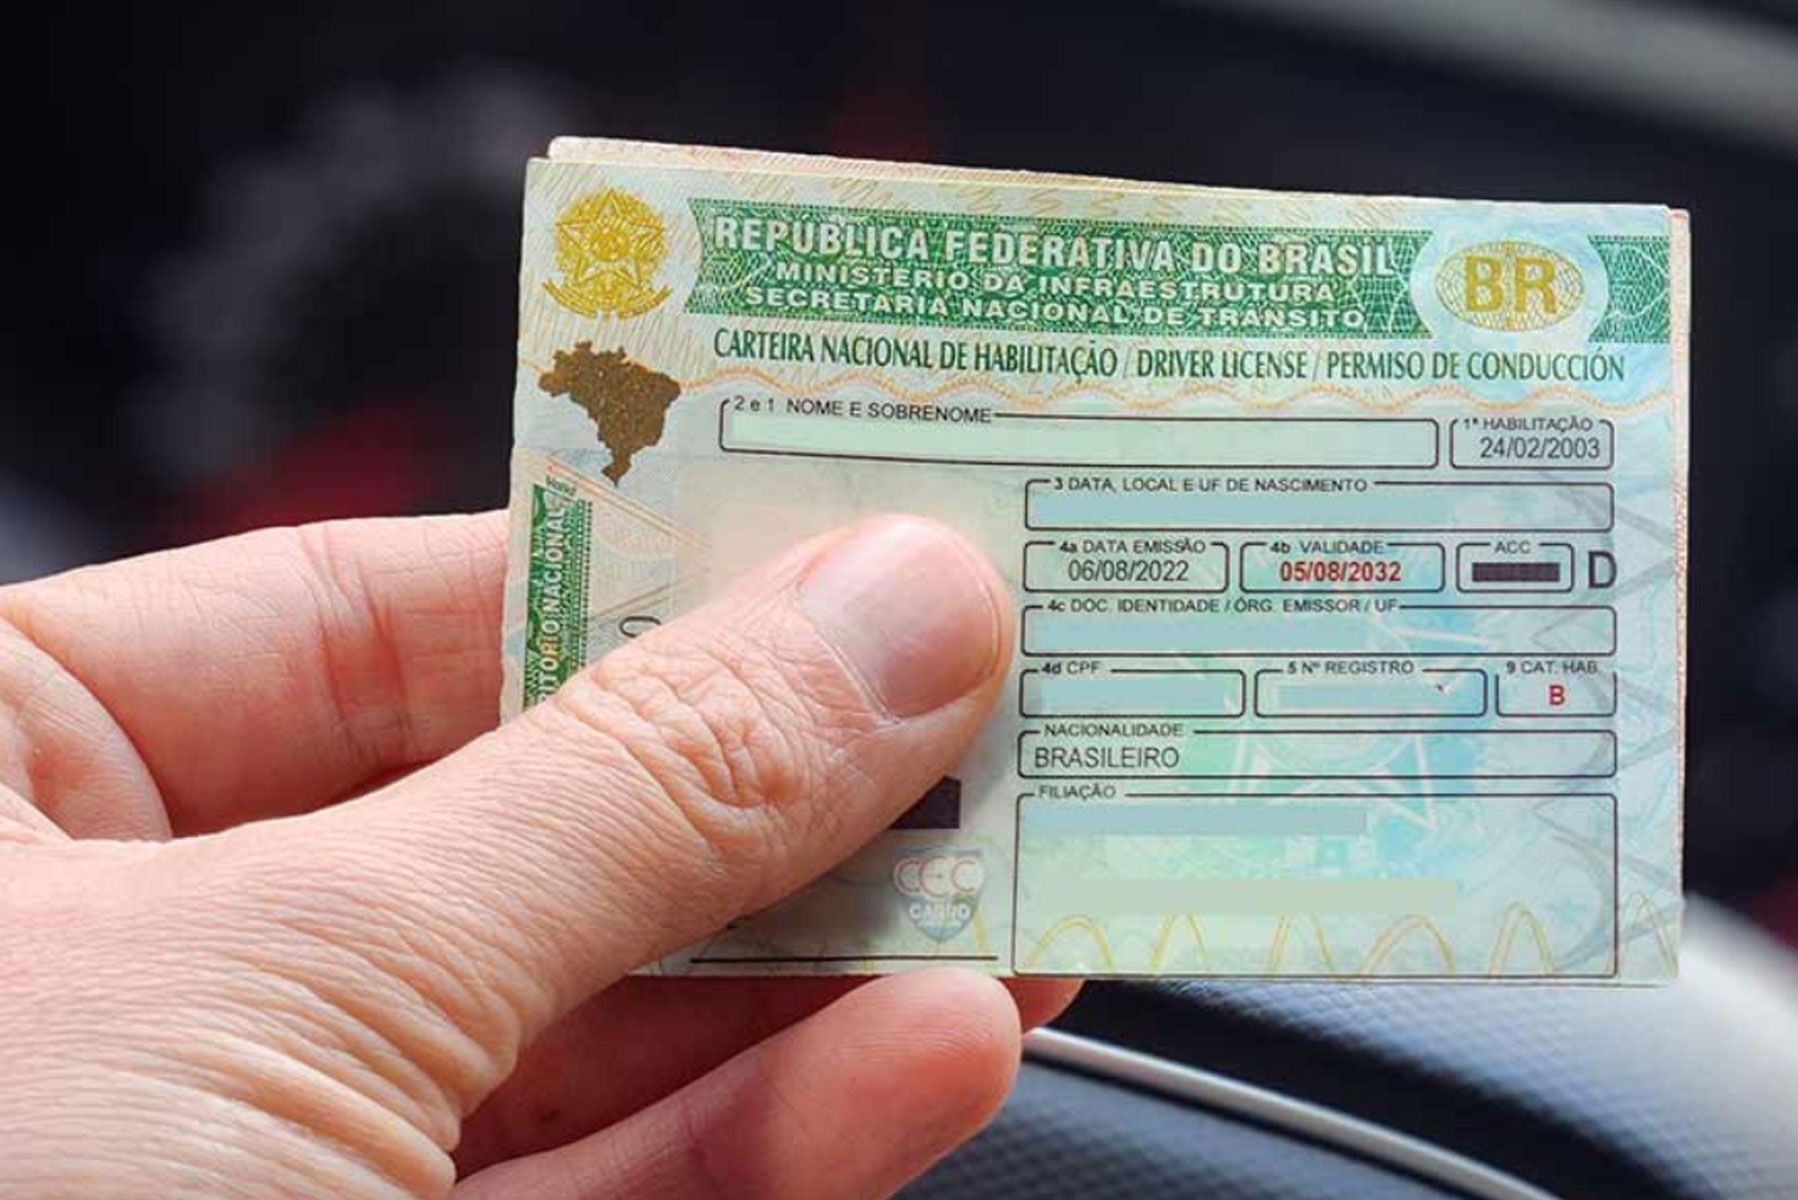 REPÚBLICA FEDERATIVA DO BRASIL
MINISTÉRIO DA INFRAESTRUTURA
SECRETARIA NACIONAL DE TRÂNSITO
BR
CARTEIRA NACIONAL DE HABILITAÇÃO / DRIVER LICENSE / PERMISO DE CONDUCCIÓN
2 e 1 NOME E SOBRENOME
1ª HABILITAÇÃO
24/02/2003
3 DATA, LOCAL E UF DE NASCIMENTO
4a DATA EMISSÃO
06/08/2022
4b VALIDADE
05/08/2032
ACC
D
4c DOC. IDENTIDADE / ÓRG. EMISSOR / UF
4d CPF
5 Nº REGISTRO
9 CAT. HAB.
B
NACIONALIDADE
BRASILEIRO
FILIAÇÃO
NACIONAL
CFC
CARRO